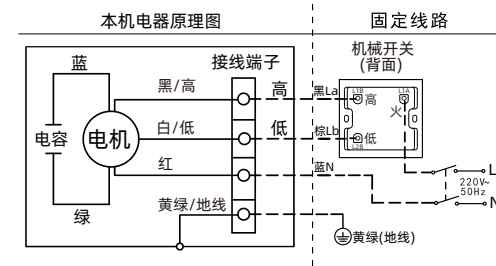 本机电器原理图
固定线路
蓝
黑/高
接线端子
高
机械开关
(背面)
黑La
L1B
L1A
高
火
电容
电机
白/低
低
棕Lb
低
L2B
红
蓝N
L
220V~
50Hz
N
绿
黄绿/地线
黄绿(地线)